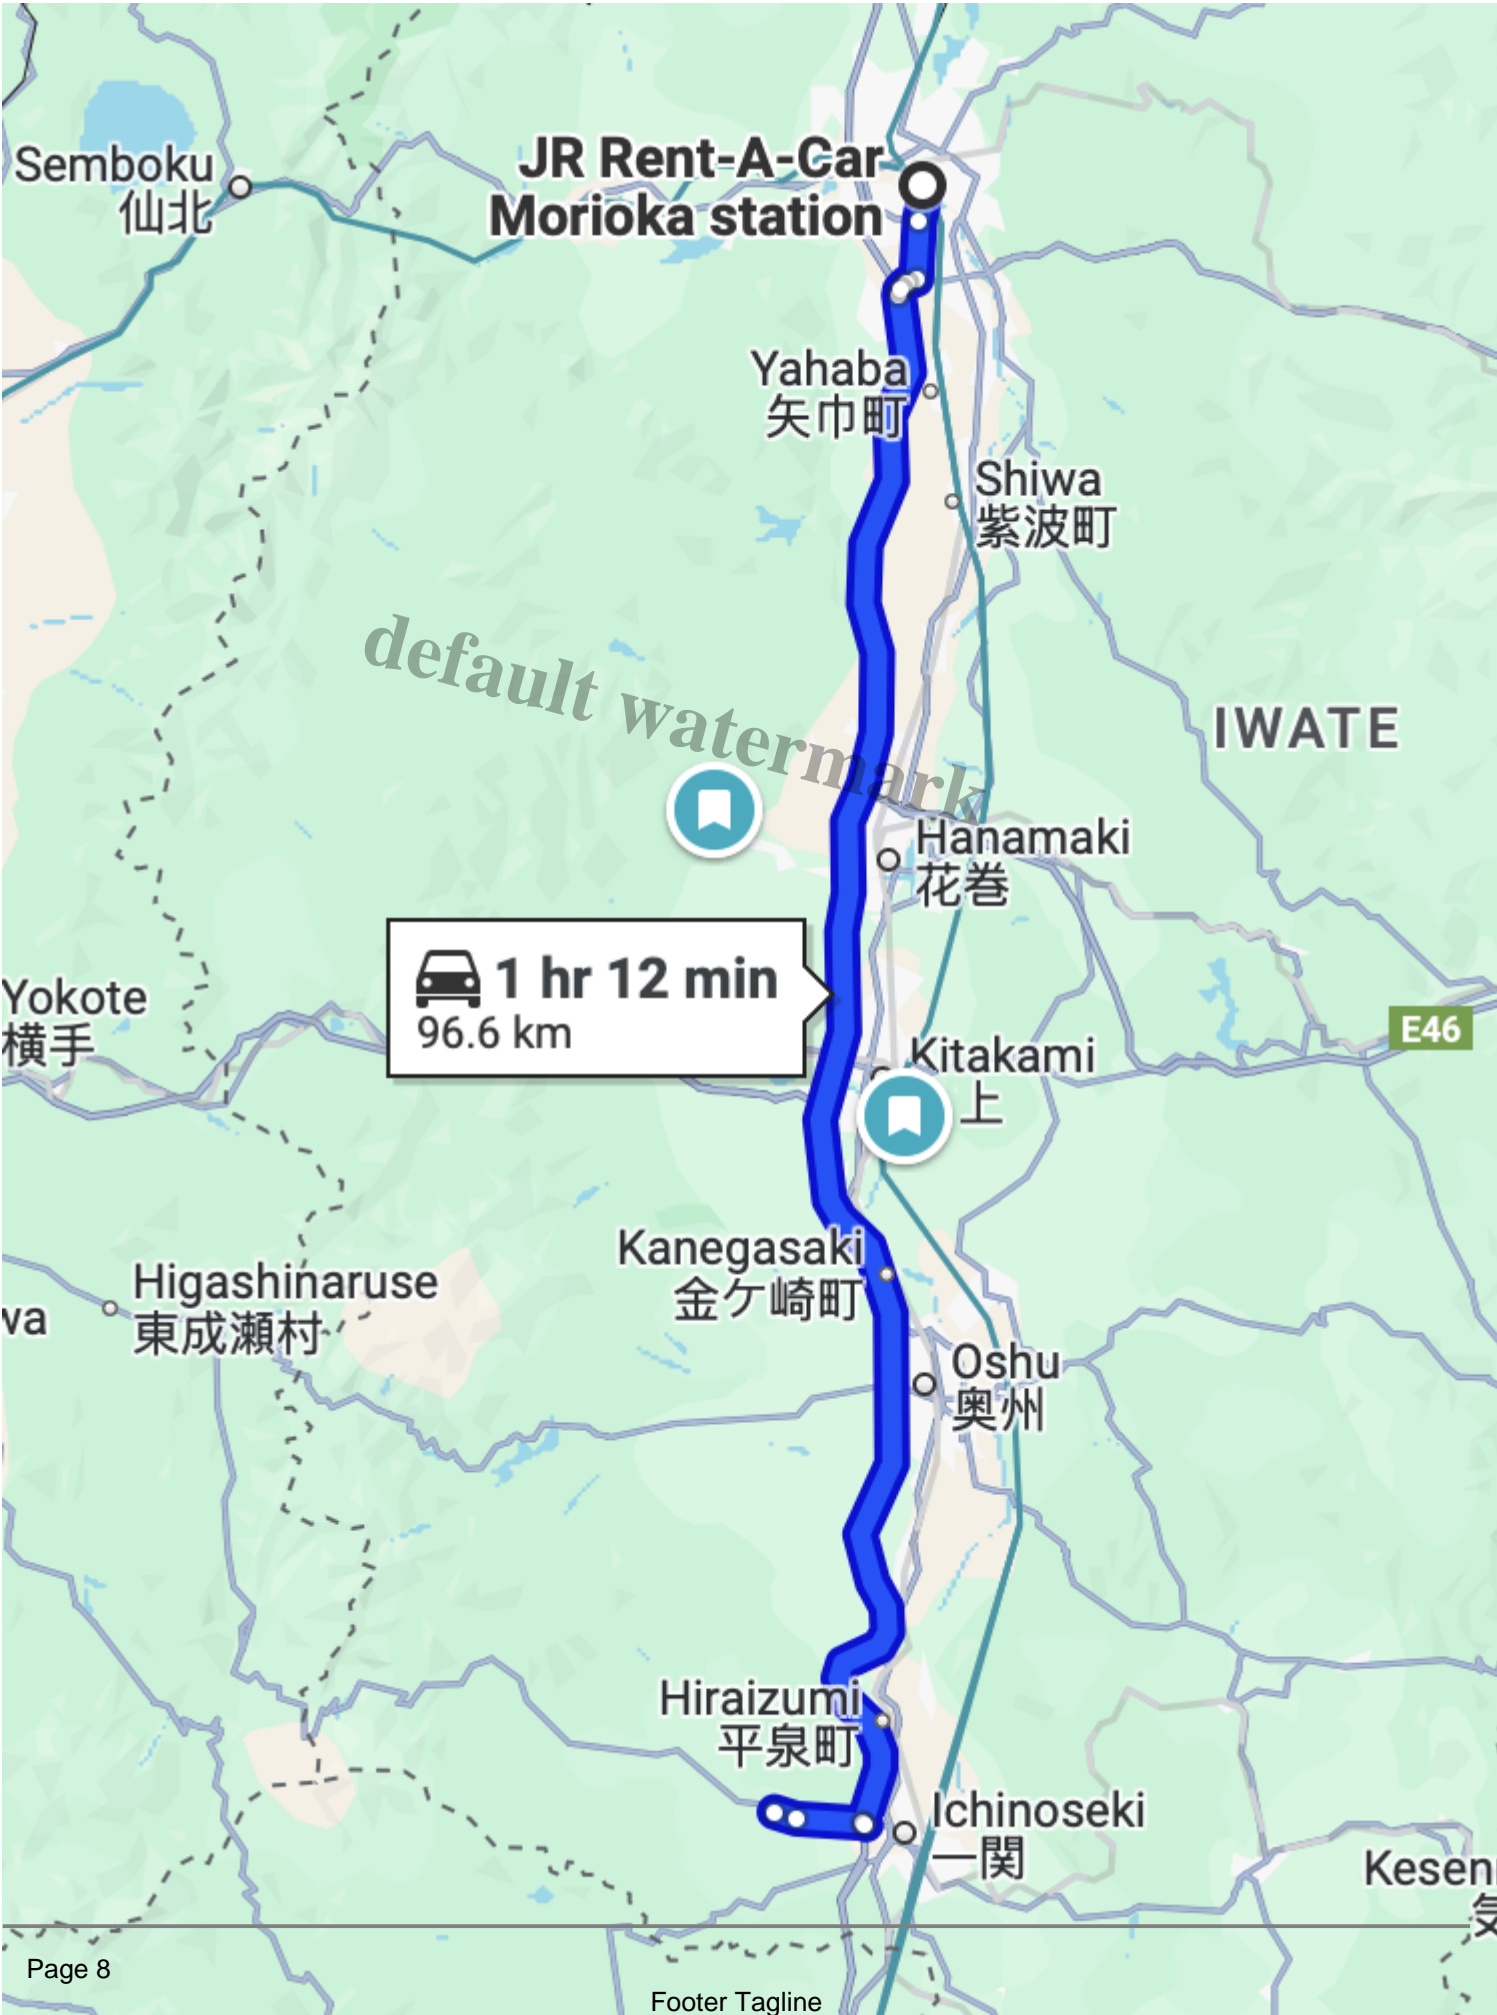 JR Rent-A-Car
Morioka station
Semboku
仙北
Yahaba
矢巾町
Shiwa
紫波町
default watermark
IWATE
Hanamaki
花巻
1 hr 12 min
96.6 km
Yokote
横手
E46
Kitakami
上
Kanegasaki
金ケ崎町
Higashinaruse
東成瀬村
wa
Oshu
奥州
Hiraizumi
平泉町
Ichinoseki
一関
Kesen
気
Page 8
Footer Tagline